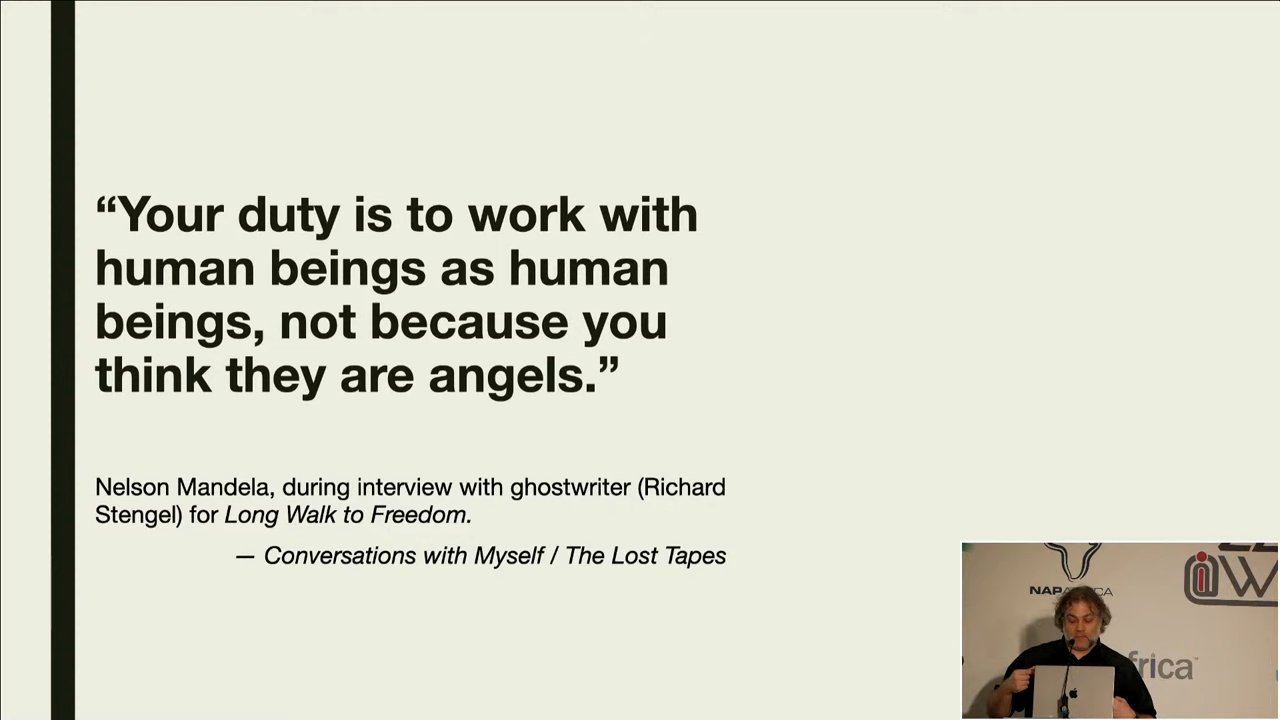 “Your duty is to work with
human beings as human
beings, not because you
think they are angels.”
Nelson Mandela, during interview with ghostwriter (Richard
Stengel) for Long Walk to Freedom.
— Conversations with Myself / The Lost Tapes